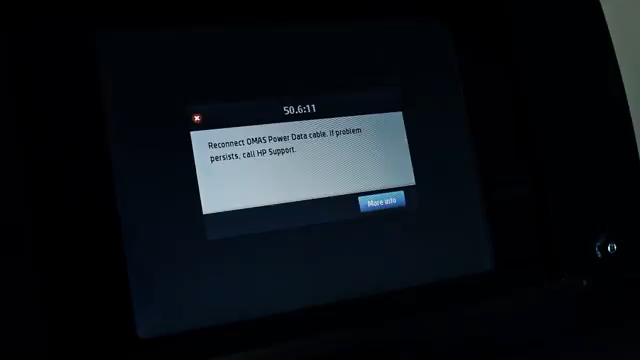 50.6:11
Reconnect OMAS Power Data cable. If problem
persists, call HP Support.
More info